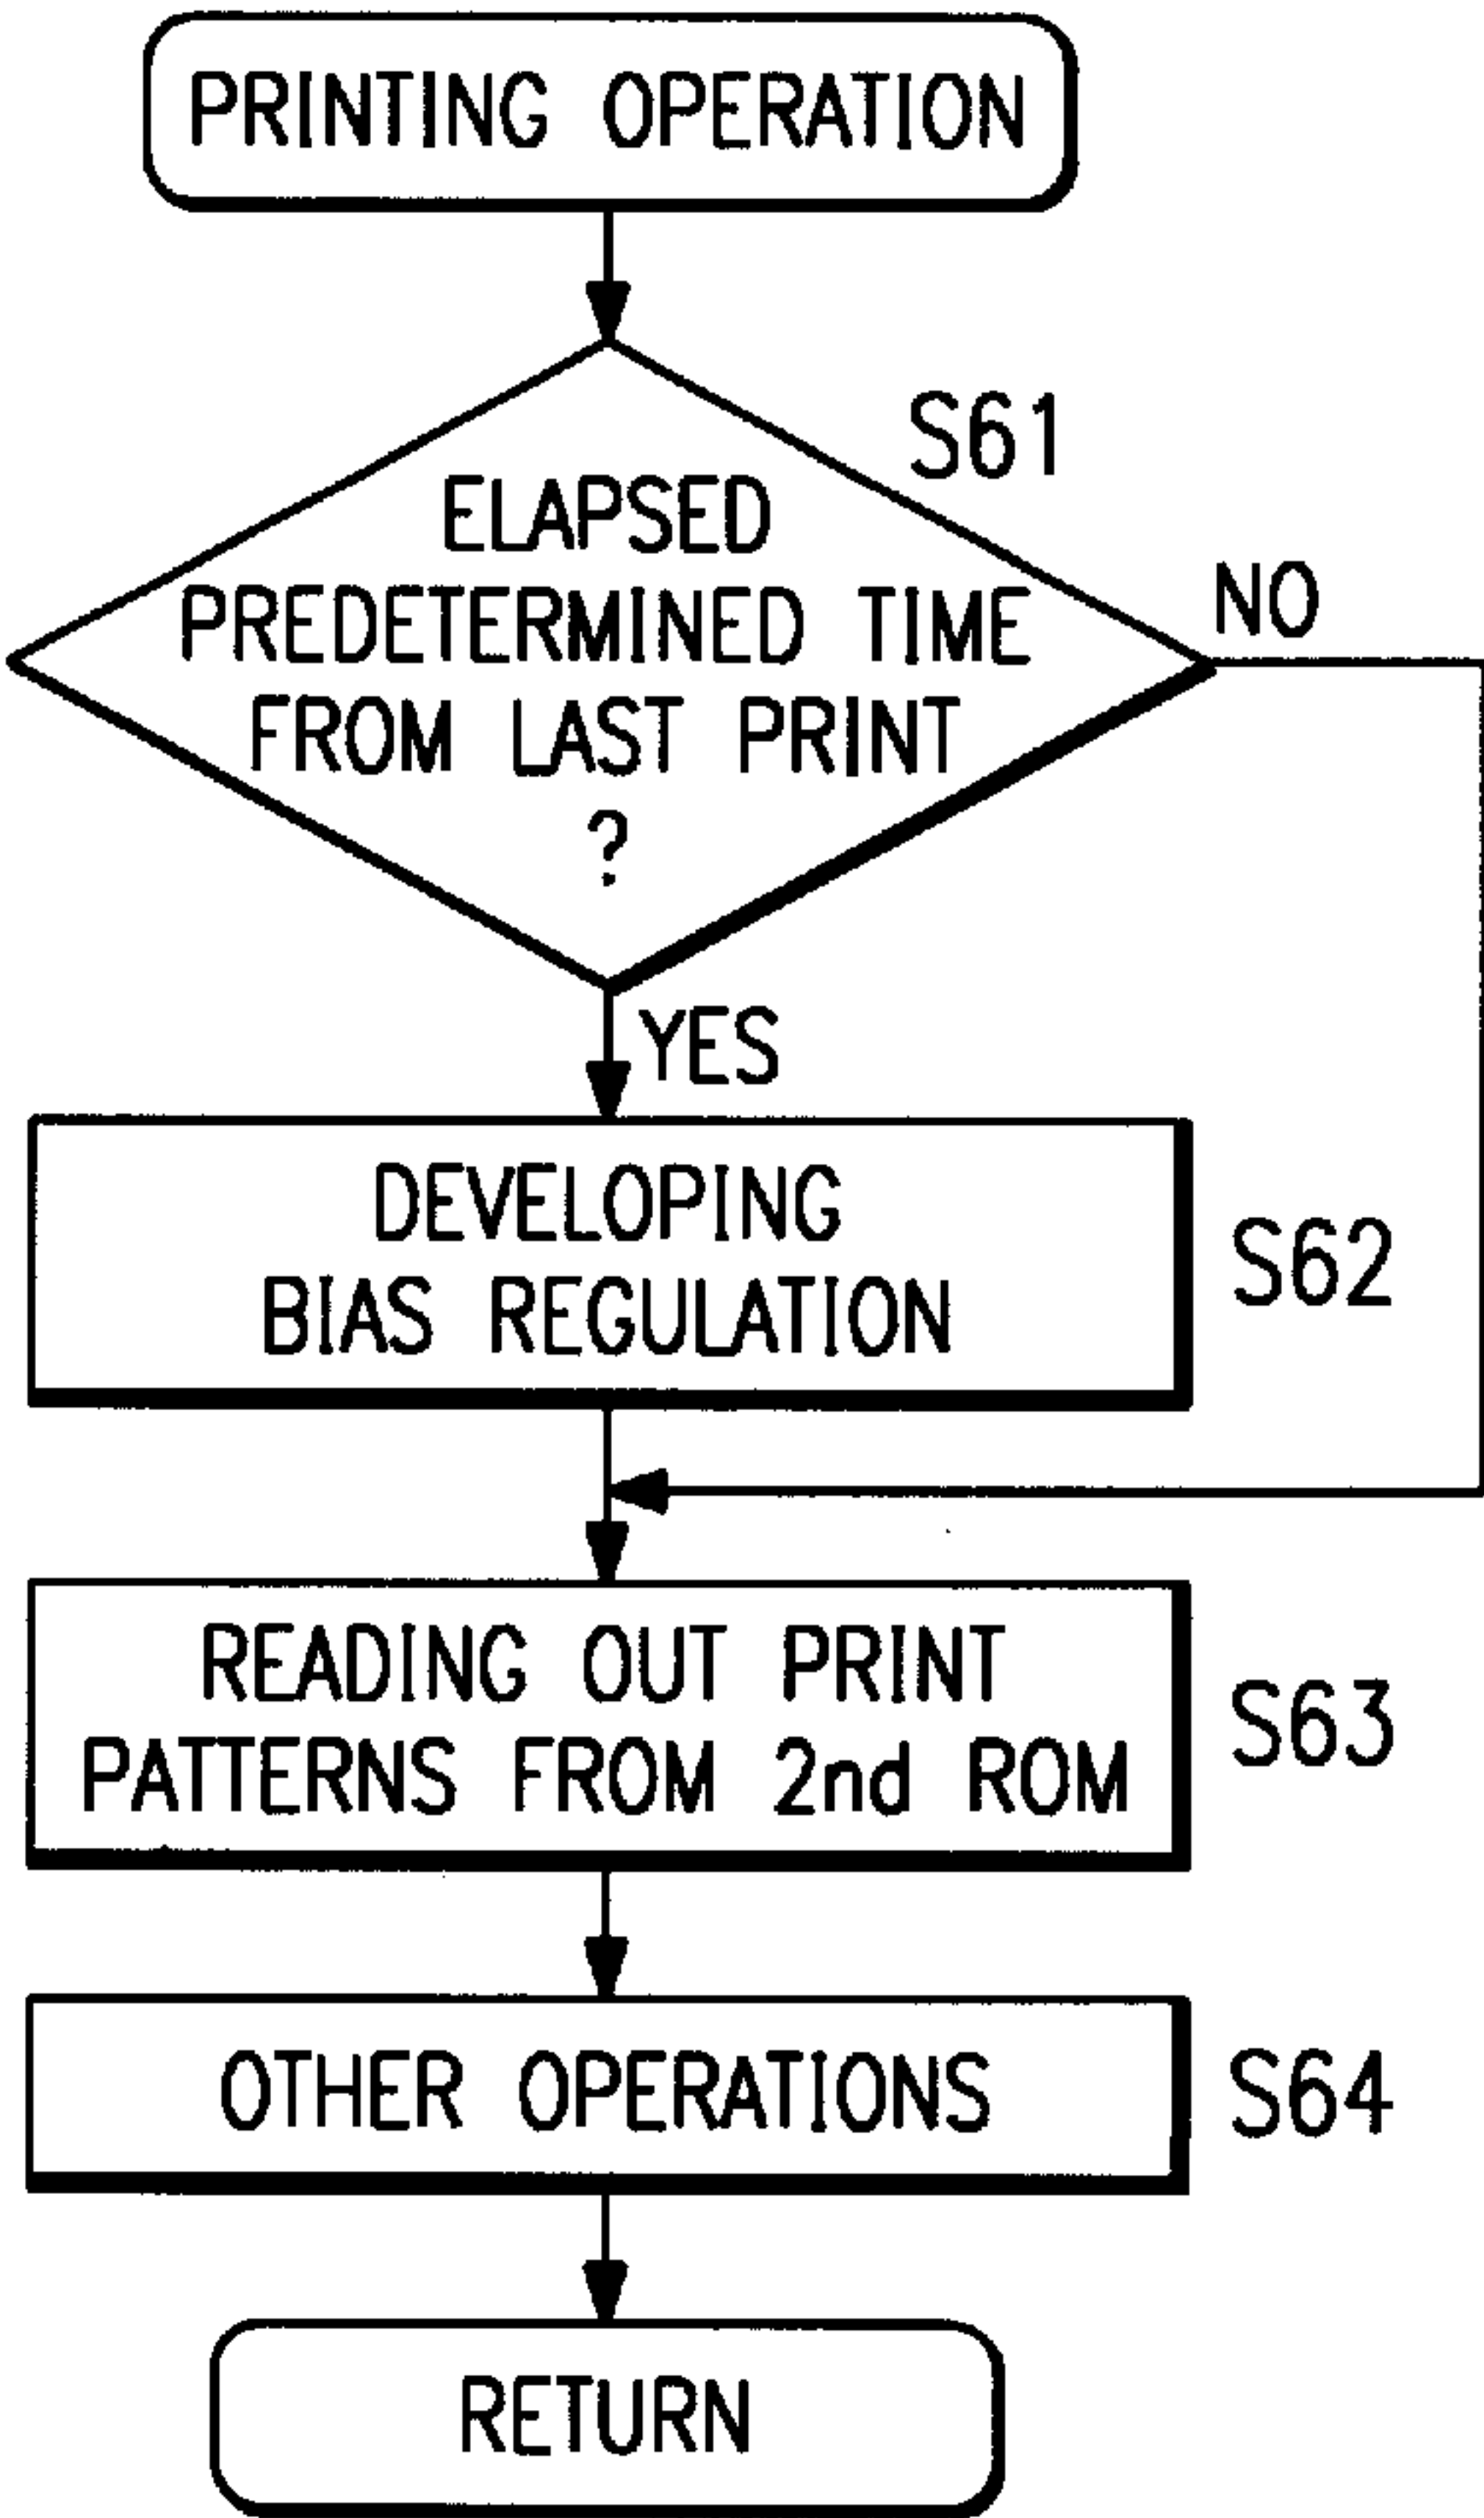 PRINTING OPERATION
S61
ELAPSED
PREDETERMINED TIME
FROM LAST PRINT
?
NO
YES
DEVELOPING
BIAS REGULATION
S62
READING OUT PRINT
PATTERNS FROM 2nd ROM
S63
OTHER OPERATIONS
S64
RETURN